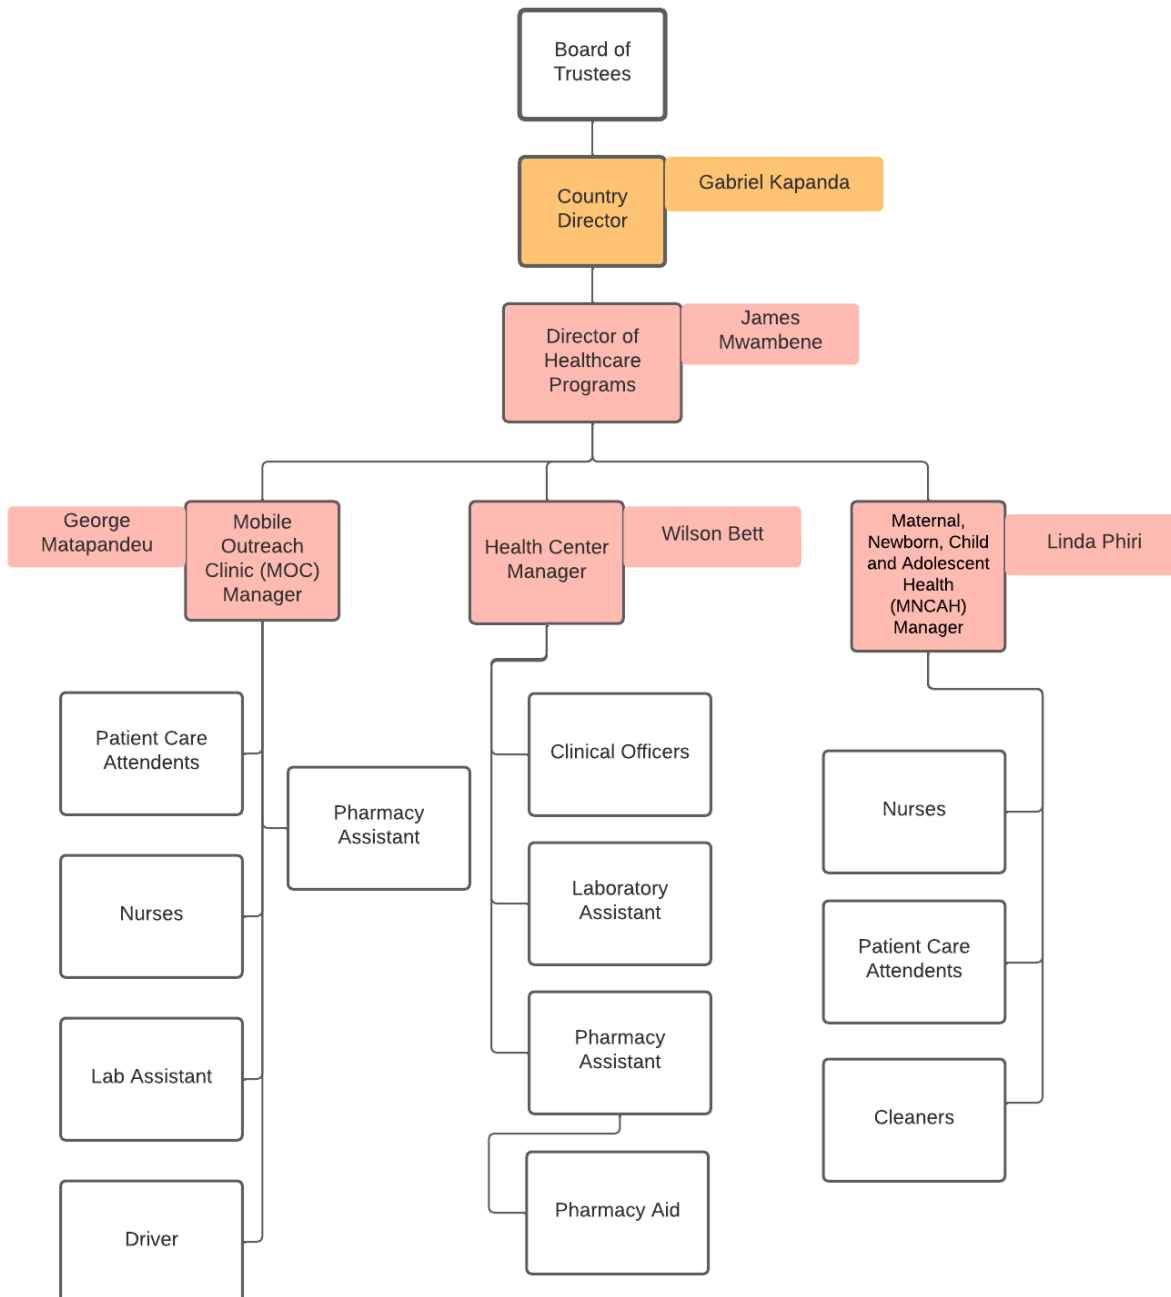 Board of
Trustees
Country
Director
Gabriel Kapanda
Director of
Healthcare
Programs
James
Mwambene
George
Matapandeu
Mobile
Outreach
Clinic (MOC)
Manager
Health Center
Manager
Wilson Bett
Maternal,
Newborn, Child
and Adolescent
Health
(MNCAH)
Manager
Linda Phiri
Patient Care
Attendents
Pharmacy
Assistant
Nurses
Lab Assistant
Driver
Clinical Officers
Laboratory
Assistant
Pharmacy
Assistant
Pharmacy Aid
Nurses
Patient Care
Attendents
Cleaners